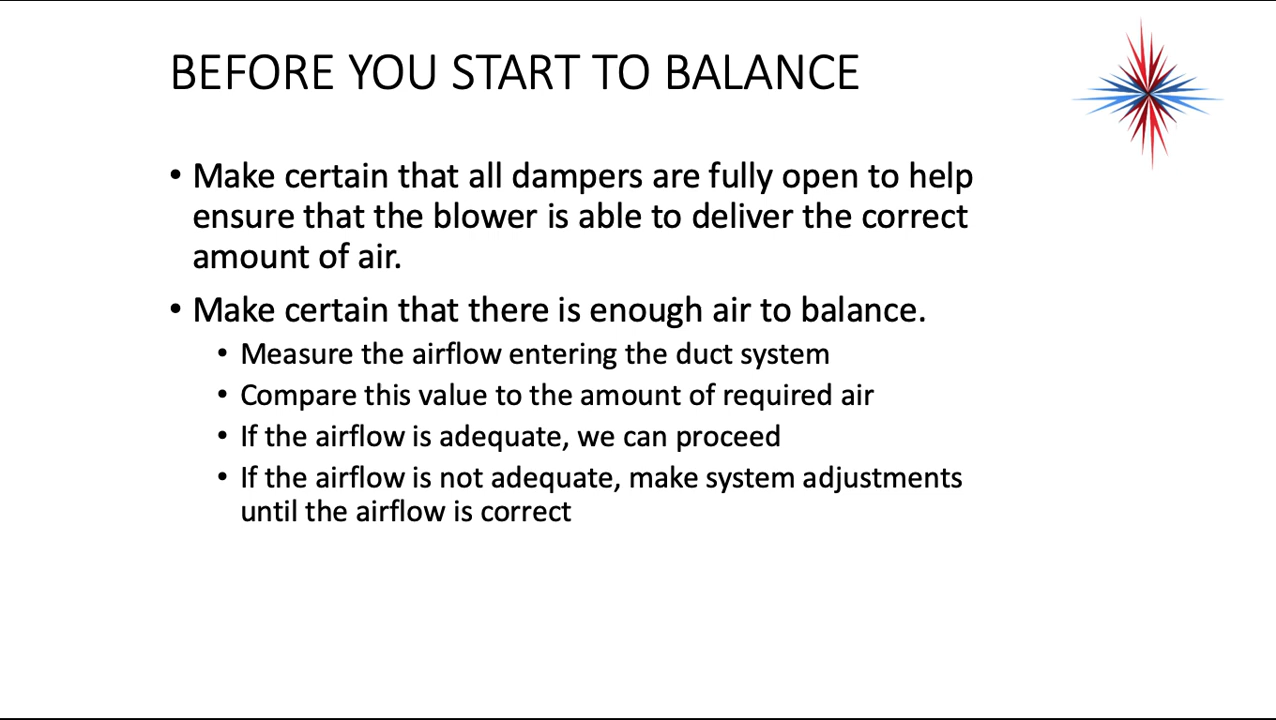 BEFORE YOU START TO BALANCE
• Make certain that all dampers are fully open to help
ensure that the blower is able to deliver the correct
amount of air.
• Make certain that there is enough air to balance.
• Measure the airflow entering the duct system
• Compare this value to the amount of required air
• If the airflow is adequate, we can proceed
• If the airflow is not adequate, make system adjustments
until the airflow is correct